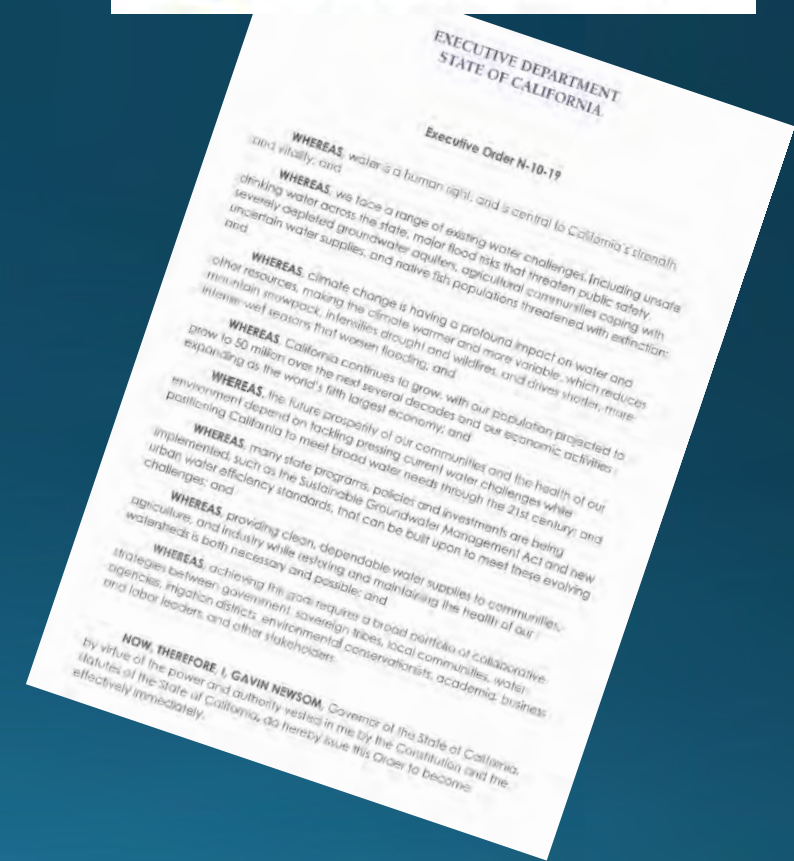 EXECUTIVE DEPARTMENT
STATE OF CALIFORNIA
Executive Order N-10-19
WHEREAS, water is a human right, and is central to California's strength
and vitality; and
WHEREAS, we face a range of existing water challenges, including unsafe
drinking water across the state, major flood risks that threaten public safety,
severely depleted groundwater aquifers, agricultural communities coping with
uncertain water supplies, and native fish populations threatened with extinction;
and
WHEREAS, climate change is having a profound impact on water and
other resources, making the climate warmer and more variable, which reduces
mountain snowpack, intensifies drought and wildfires, and drives shorter, more
intense wet seasons that worsen flooding; and
WHEREAS, California continues to grow, with our population projected to
grow to 50 million over the next several decades and our economic activities
expanding as the world's fifth largest economy; and
WHEREAS, the future prosperity of our communities and the health of our
environment depend on tackling pressing current water challenges while
positioning California to meet broad water needs through the 21st century; and
WHEREAS, many state programs, policies and investments are being
implemented, such as the Sustainable Groundwater Management Act and new
urban water efficiency standards, that can be built upon to meet these evolving
challenges; and
WHEREAS, providing clean, dependable water supplies to communities,
agriculture, and industry while restoring and maintaining the health of our
watersheds is both necessary and possible; and
WHEREAS, achieving this goal requires a broad portfolio of collaborative
strategies between government, sovereign tribes, local communities, water
agencies, irrigation districts, environmental conservationists, academia, business
and labor leaders, and other stakeholders.
NOW, THEREFORE, I, GAVIN NEWSOM, Governor of the State of California,
by virtue of the power and authority vested in me by the Constitution and the
statutes of the State of California, do hereby issue this Order to become
effectively immediately.